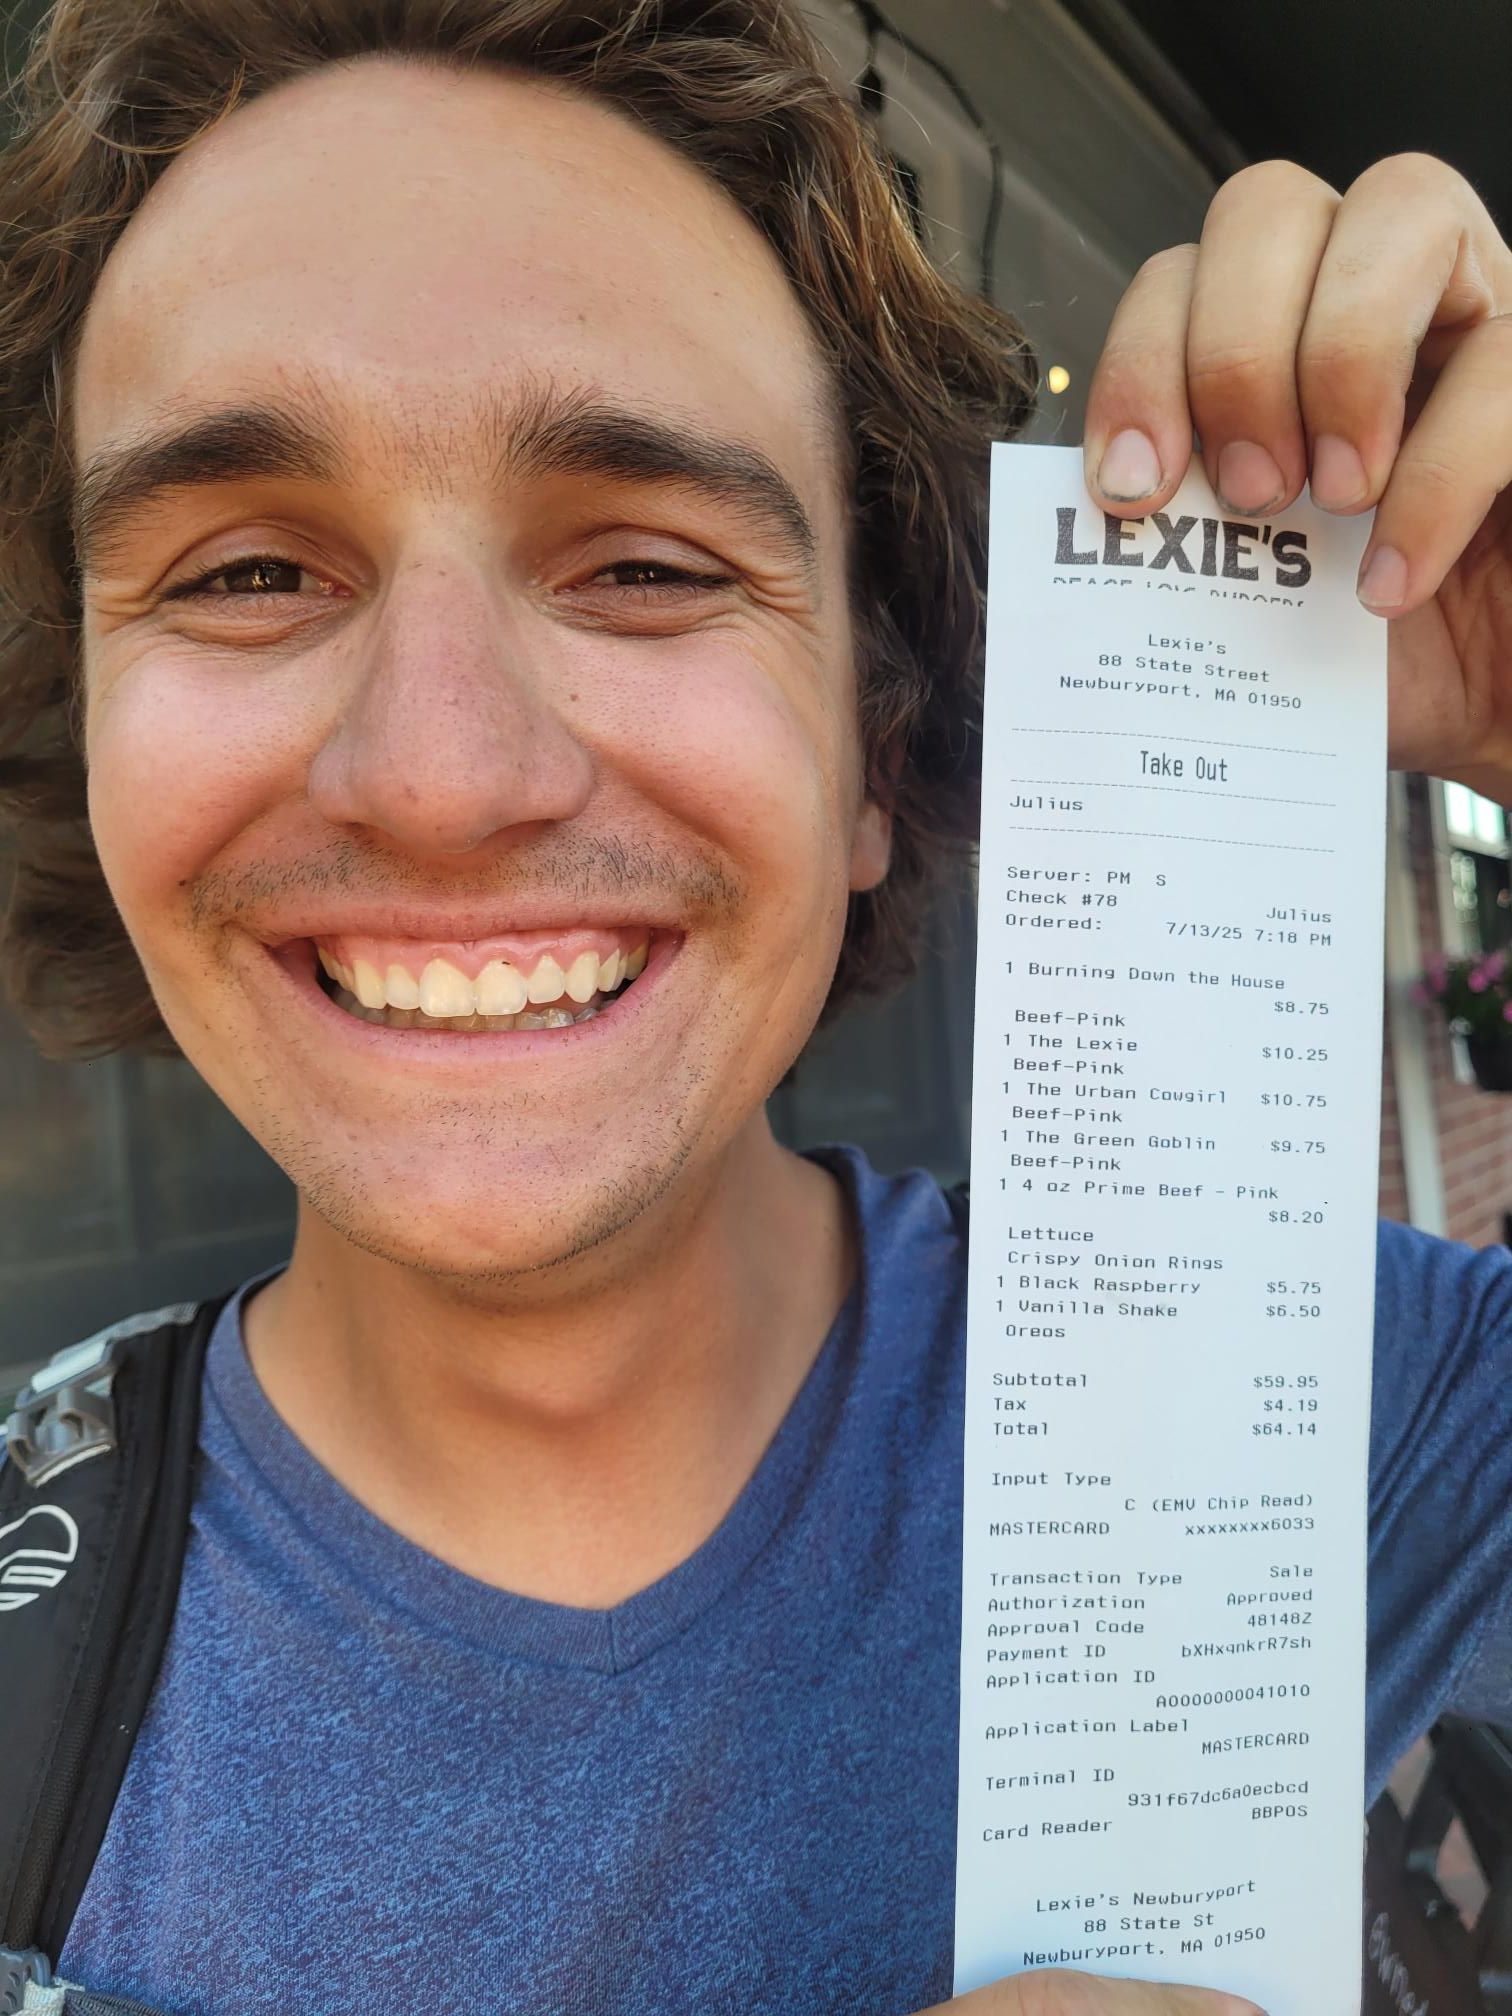 LEXIE'S
Lexie's
88 State Street
Newburyport, MA 01950
Take Out
Julius
Server: PM S
Check #78 Julius
Ordered: 7/13/25 7:18 PM
1 Burning Down the House
$8.75
Beef-Pink
1 The Lexie $10.25
Beef-Pink
1 The Urban Cowgirl $10.75
Beef-Pink
1 The Green Goblin $9.75
Beef-Pink
1 4 oz Prime Beef - Pink
$8.20
Lettuce
Crispy Onion Rings
1 Black Raspberry $5.75
1 Vanilla Shake $6.50
Oreos
Subtotal $59.95
Tax $4.19
Total $64.14
Input Type
C (EMV Chip Read)
MASTERCARD xxxxxxxx6033
Transaction Type Sale
Authorization Approved
Approval Code 48148Z
Payment ID bXHxqnkrR7sh
Application ID
A0000000041010
Application Label
MASTERCARD
Terminal ID
931f67dc6a0ecbcd
Card Reader BBPOS
Lexie's Newburyport
88 State St
Newburyport, MA 01950